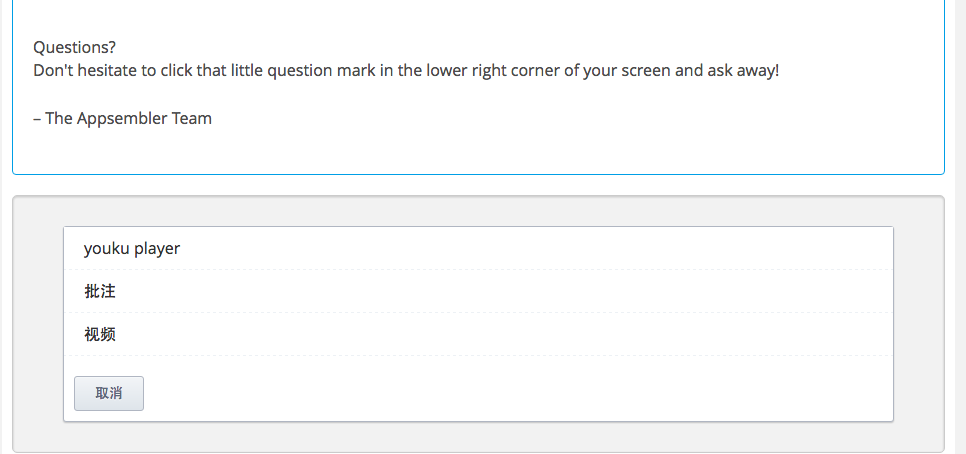 Questions?
Don't hesitate to click that little question mark in the lower right corner of your screen and ask away!
– The Appsembler Team
youku player
批注
视频
取消